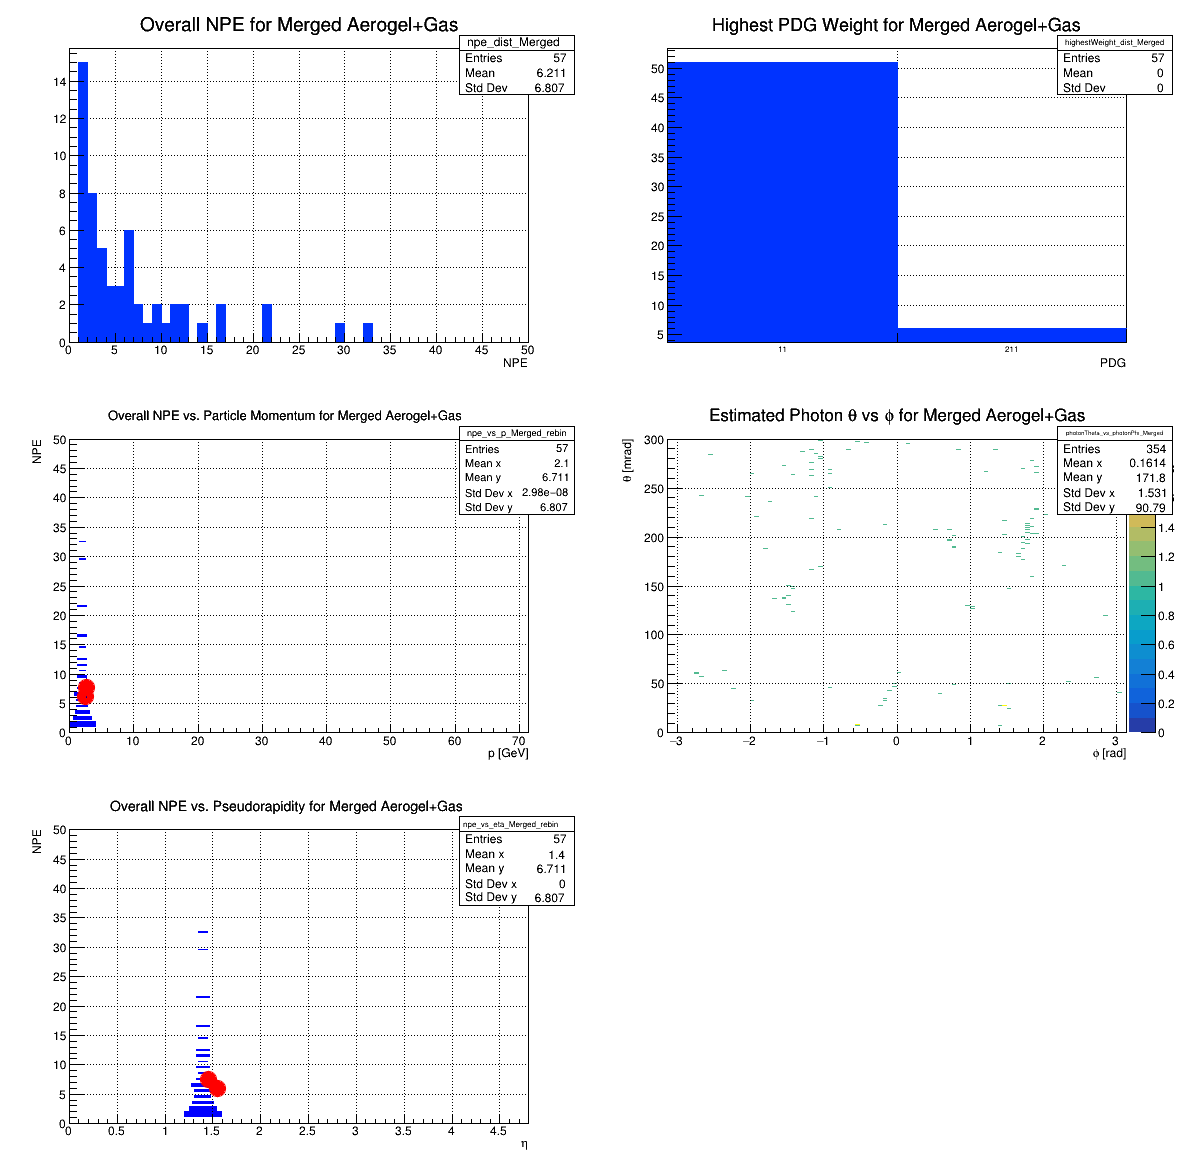 Overall NPE for Merged Aerogel+Gas
npe_dist_Merged
Entries 57
Mean 6.211
Std Dev 6.807
14
12
10
8
6
4
2
0
0 5 10 15 20 25 30 35 40 45 50
NPE
Highest PDG Weight for Merged Aerogel+Gas
highestWeight_dist_Merged
Entries 57
Mean 0
Std Dev 0
50
45
40
35
30
25
20
15
10
5
11 211
PDG
Overall NPE vs. Particle Momentum for Merged Aerogel+Gas
npe_vs_p_Merged_rebin
Entries 57
Mean x 2.1
Mean y 6.711
Std Dev x 2.98e−08
Std Dev y 6.807
NPE
50
45
40
35
30
25
20
15
10
5
0
0 10 20 30 40 50 60 70
p [GeV]
Estimated Photon θ vs ϕ for Merged Aerogel+Gas
photonTheta_vs_photonPhi_Merged
Entries 354
Mean x 0.1614
Mean y 171.8
Std Dev x 1.531
Std Dev y 90.79
θ [mrad]
300
250
200
150
100
50
0
−3 −2 −1 0 1 2 3
ϕ [rad]
1.4
1.2
1
0.8
0.6
0.4
0.2
0
Overall NPE vs. Pseudorapidity for Merged Aerogel+Gas
npe_vs_eta_Merged_rebin
Entries 57
Mean x 1.4
Mean y 6.711
Std Dev x 0
Std Dev y 6.807
NPE
50
45
40
35
30
25
20
15
10
5
0
0 0.5 1 1.5 2 2.5 3 3.5 4 4.5
η